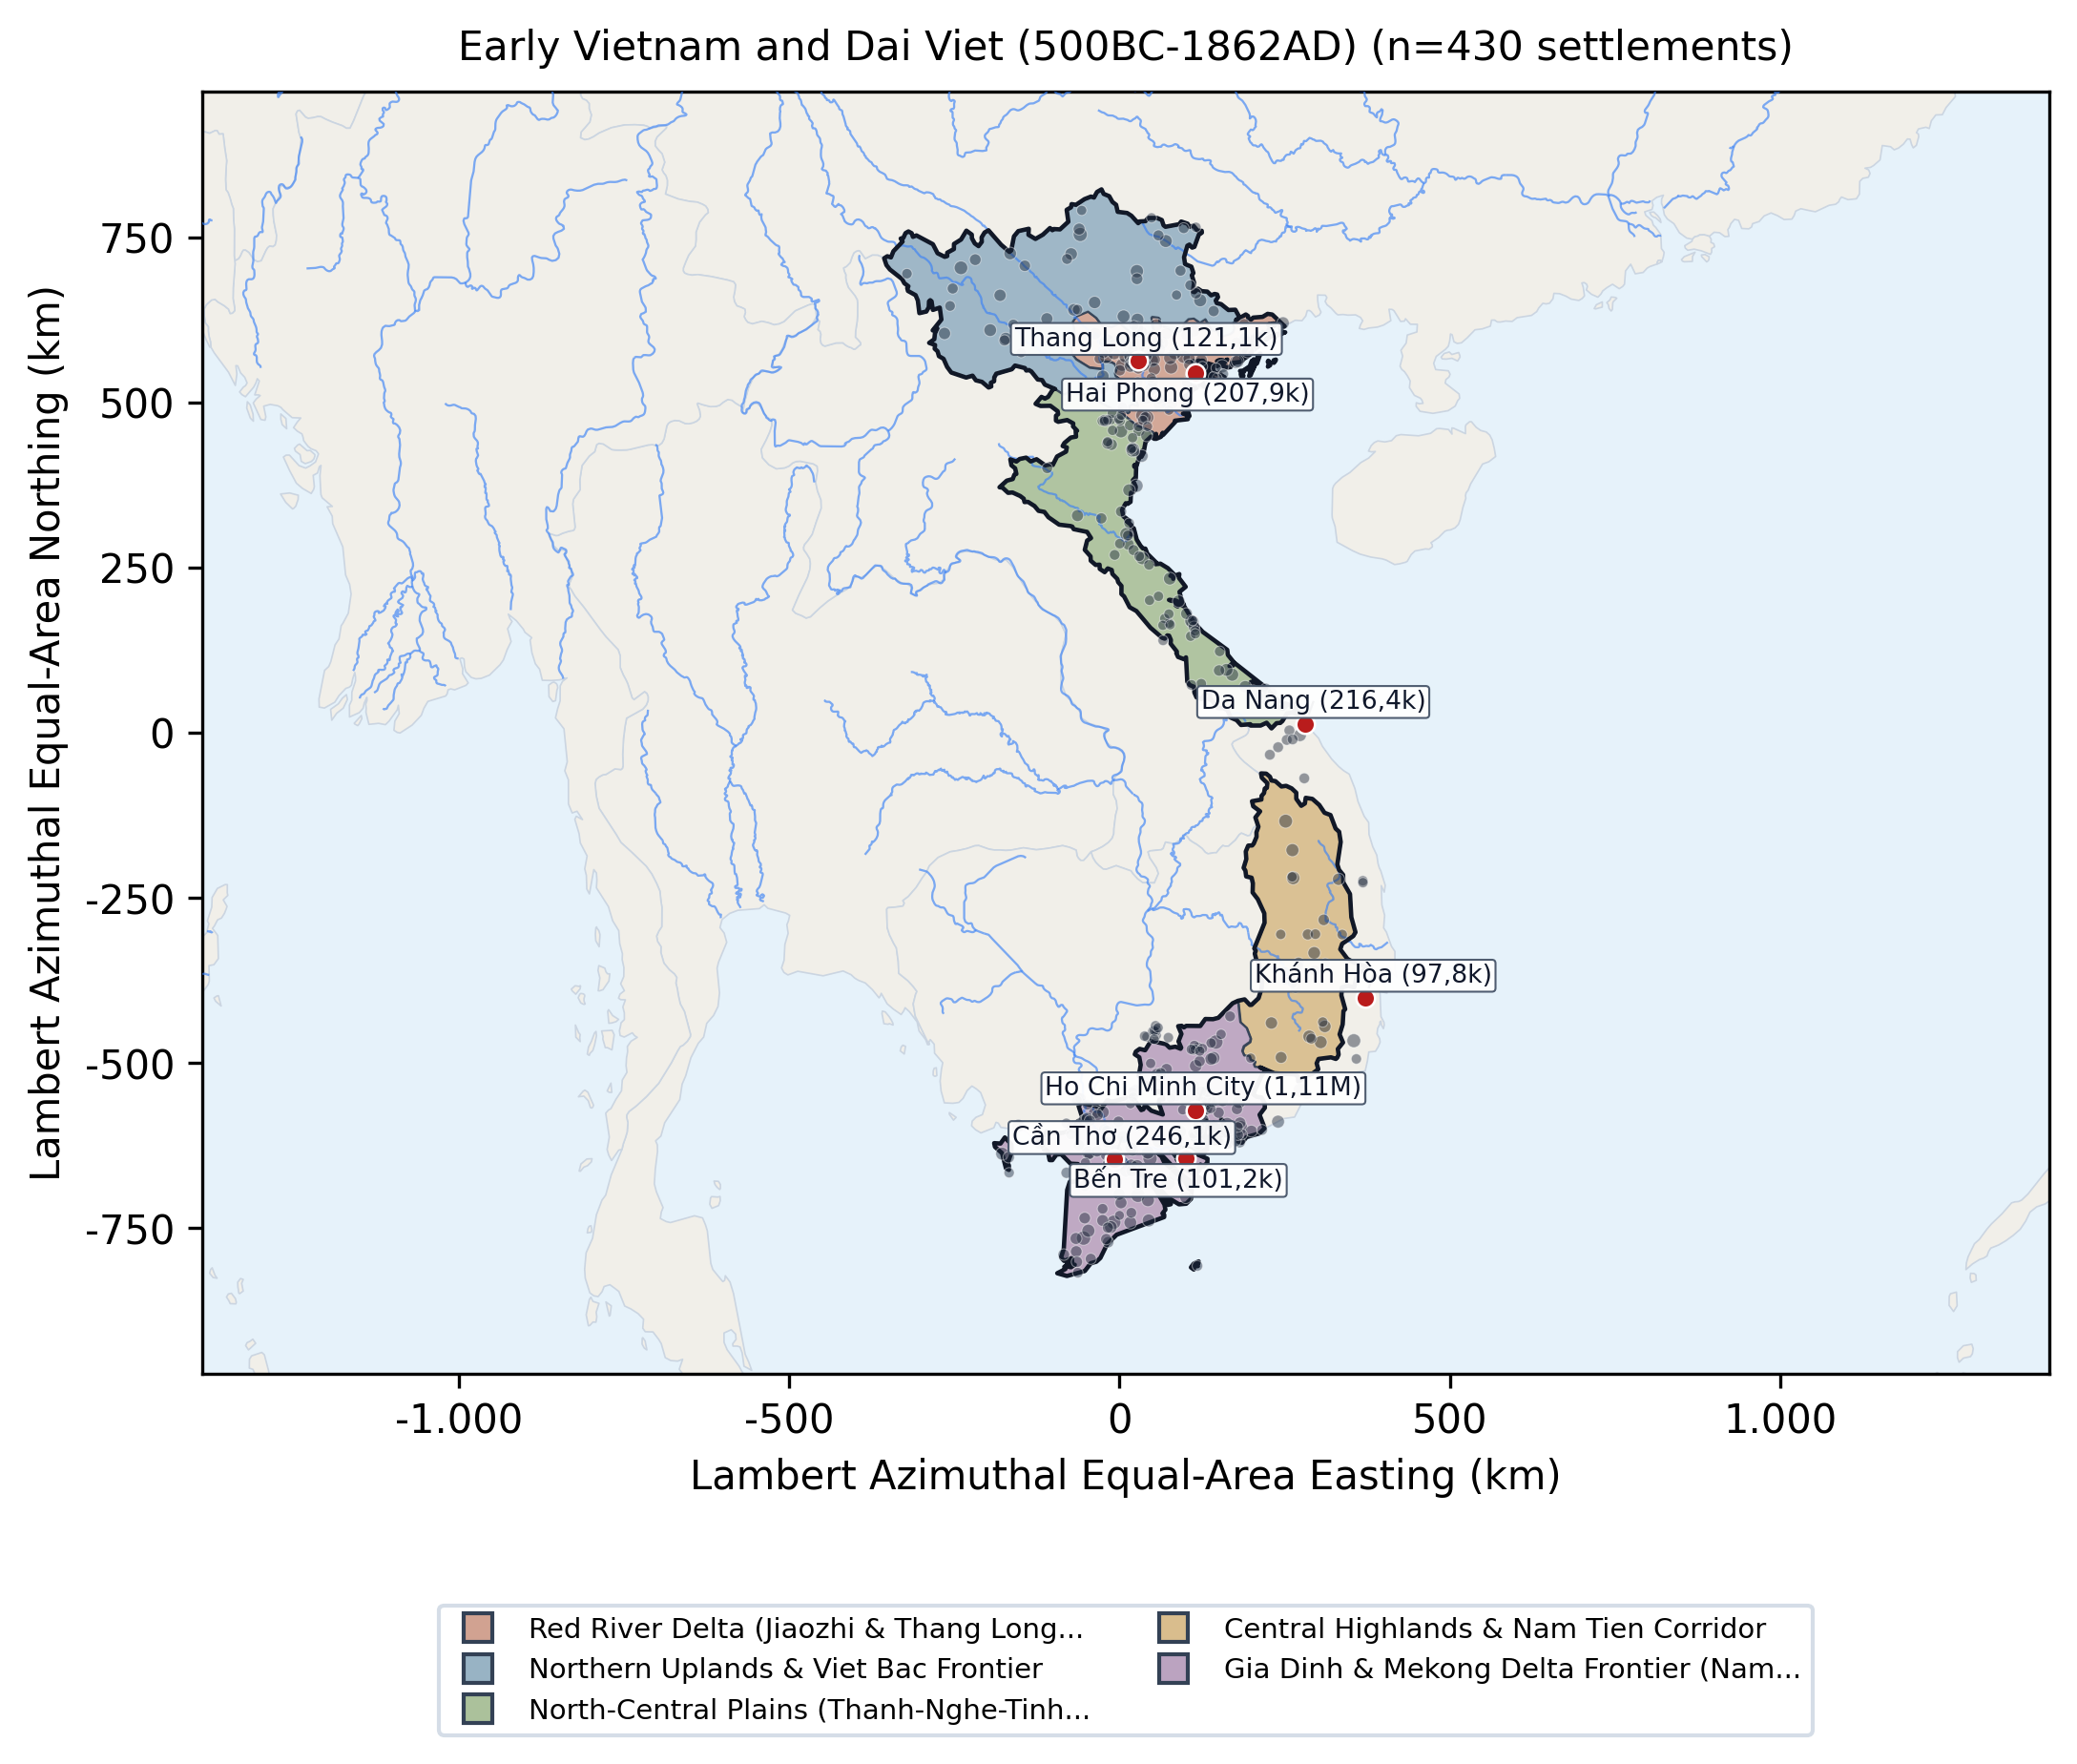 Early Vietnam and Dai Viet (500BC-1862AD) (n=430 settlements)
Lambert Azimuthal Equal-Area Northing (km)
750
500
250
0
-250
-500
-750
Thang Long (121,1k)
Hai Phong (207,9k)
Da Nang (216,4k)
Khánh Hòa (97,8k)
Ho Chi Minh City (1,11M)
Cần Thơ (246,1k)
Bến Tre (101,2k)
-1.000
-500
0
500
1.000
Lambert Azimuthal Equal-Area Easting (km)
Red River Delta (Jiaozhi & Thang Long...
Northern Uplands & Viet Bac Frontier
North-Central Plains (Thanh-Nghe-Tinh...
Central Highlands & Nam Tien Corridor
Gia Dinh & Mekong Delta Frontier (Nam...